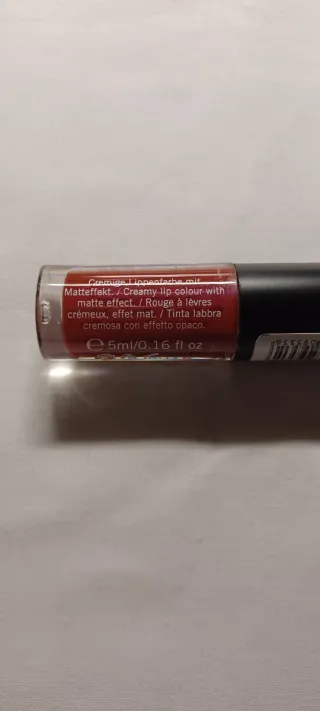 Cremige Lippenfarbe mit
Matteffekt. / Creamy lip colour with
matte effect. / Rouge à lèvres
crémeux, effet mat. / Tinta labbra
cremosa con effetto opaco.
℮ 5ml/0.16 fl oz